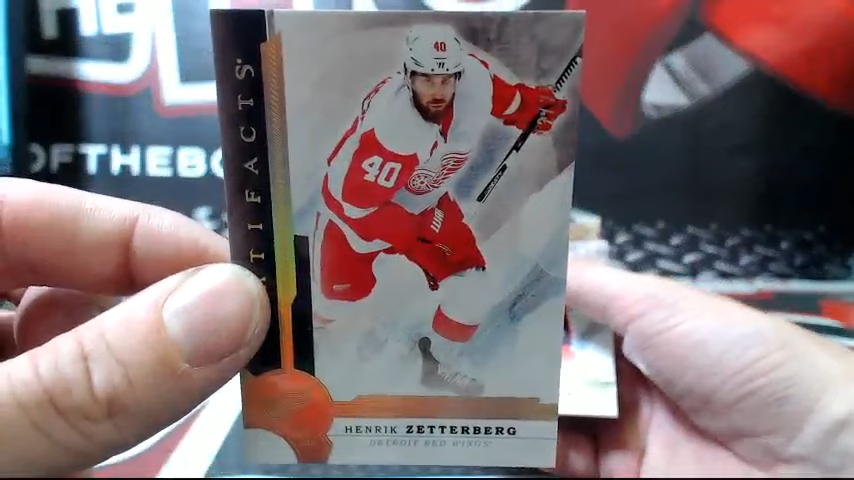 OFTHEBO
ARTIFACTS
40
40
HENRIK ZETTERBERG
DETROIT RED WINGS